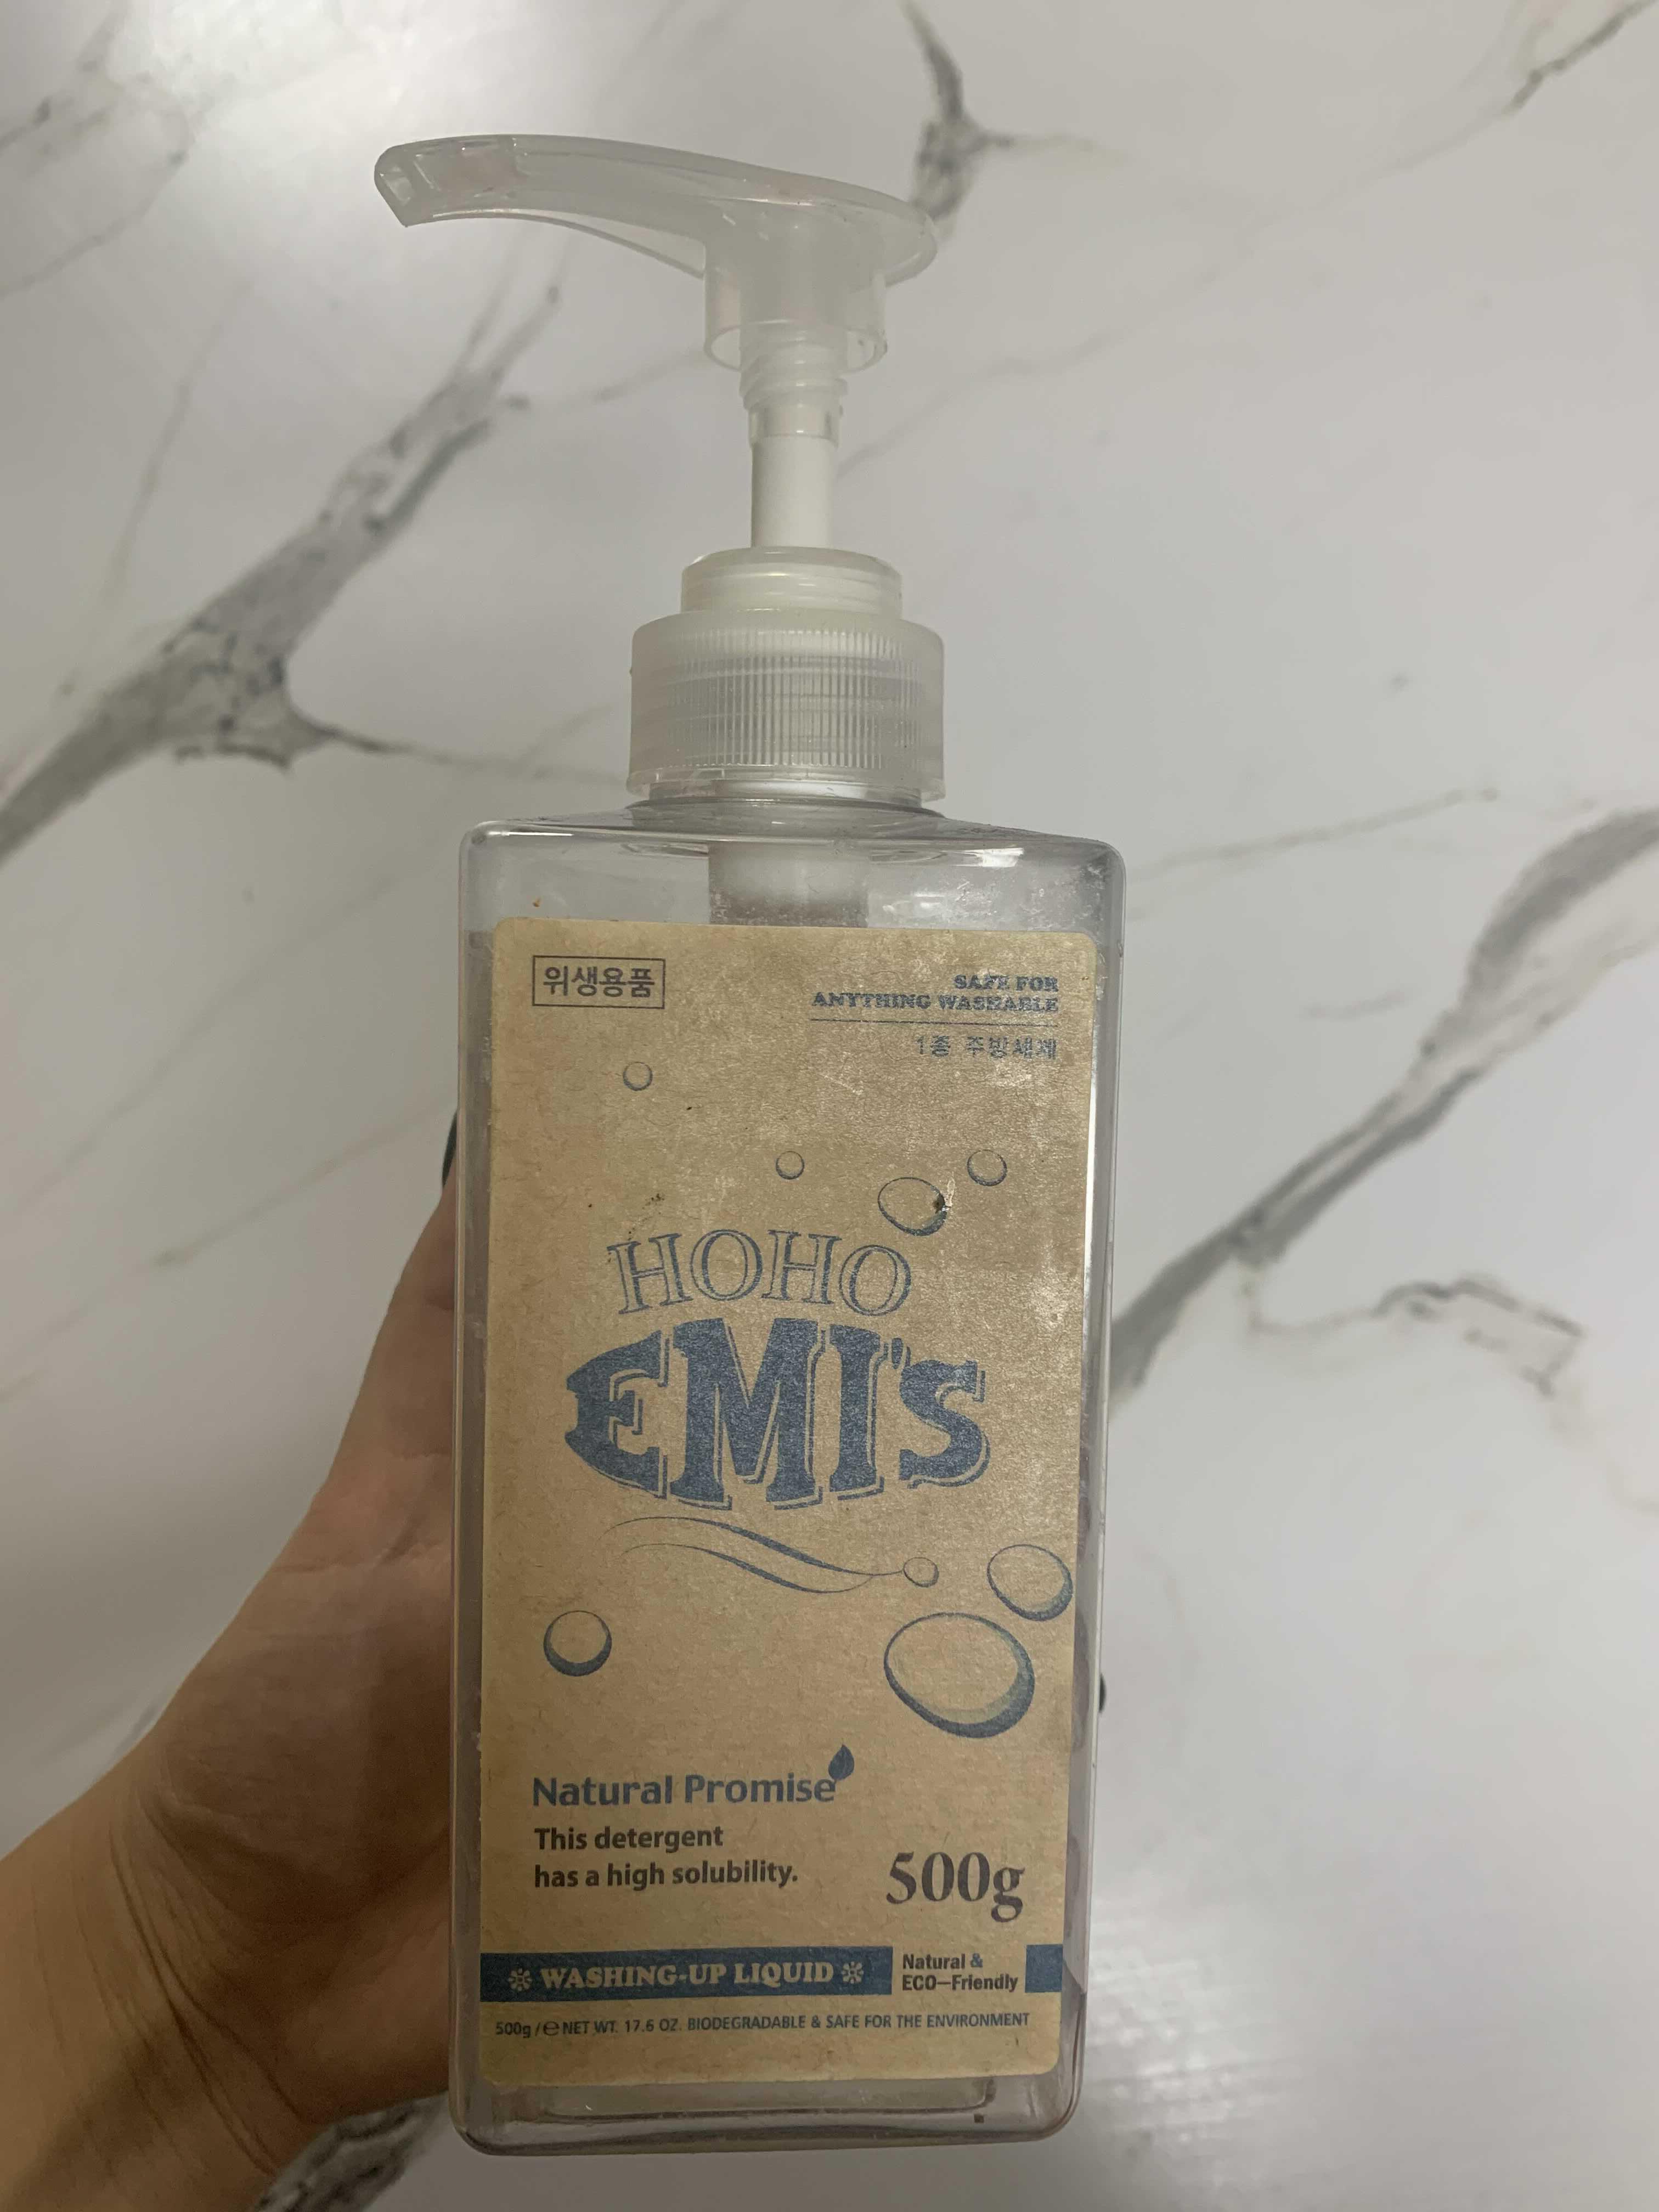 위생용품
SAFE FOR
ANYTHING WASHABLE
1종 주방세제
HOHO
EMI'S
Natural Promise
This detergent
has a high solubility.
500g
WASHING-UP LIQUID
Natural &
ECO-Friendly
500g / ℮ NET WT. 17.6 OZ. BIODEGRADABLE & SAFE FOR THE ENVIRONMENT